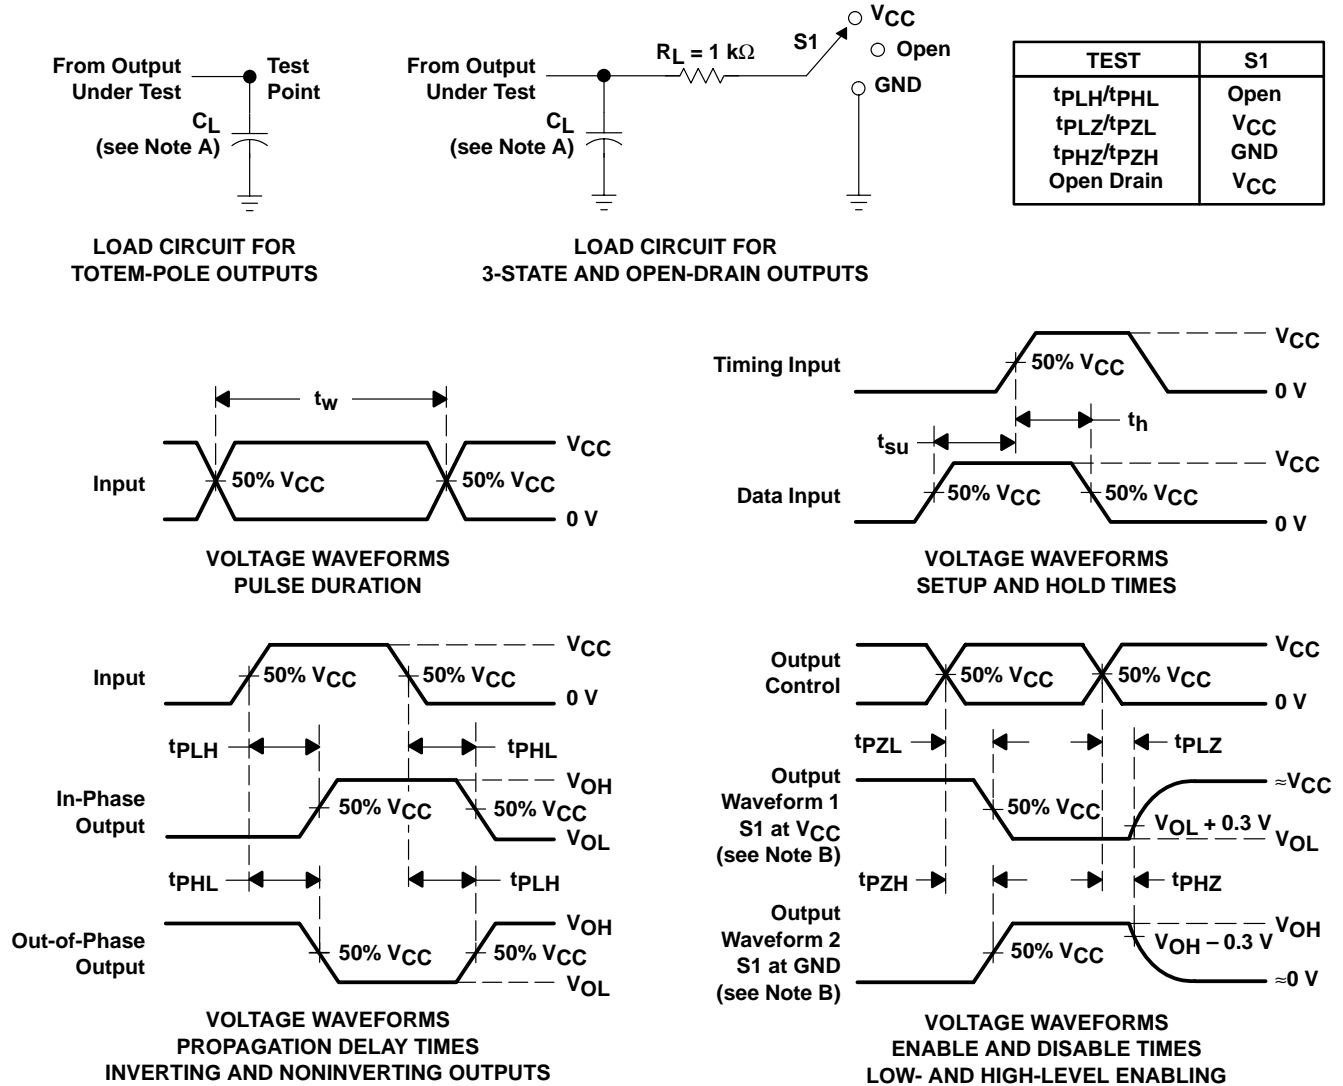 From Output
Under Test
Test
Point
CL
(see Note A)
LOAD CIRCUIT FOR
TOTEM-POLE OUTPUTS
From Output
Under Test
RL = 1 kΩ
S1
VCC
Open
GND
CL
(see Note A)
LOAD CIRCUIT FOR
3-STATE AND OPEN-DRAIN OUTPUTS
TEST S1
tPLH/tPHL Open
tPLZ/tPZL VCC
tPHZ/tPZH GND
Open Drain VCC
tw
Input
50% VCC
50% VCC
VCC
0 V
VOLTAGE WAVEFORMS
PULSE DURATION
Timing Input
50% VCC
VCC
0 V
tsu
th
Data Input
50% VCC
50% VCC
VCC
0 V
VOLTAGE WAVEFORMS
SETUP AND HOLD TIMES
Input
50% VCC
50% VCC
VCC
0 V
tPLH
tPHL
In-Phase
Output
50% VCC
50% VCC
VOH
VOL
tPHL
tPLH
Out-of-Phase
Output
50% VCC
50% VCC
VOH
VOL
VOLTAGE WAVEFORMS
PROPAGATION DELAY TIMES
INVERTING AND NONINVERTING OUTPUTS
Output
Control
50% VCC
50% VCC
VCC
0 V
tPZL
tPLZ
Output
Waveform 1
S1 at VCC
(see Note B)
50% VCC
VOL + 0.3 V
≈VCC
VOL
tPZH
tPHZ
Output
Waveform 2
S1 at GND
(see Note B)
50% VCC
VOH − 0.3 V
VOH
≈0 V
VOLTAGE WAVEFORMS
ENABLE AND DISABLE TIMES
LOW- AND HIGH-LEVEL ENABLING